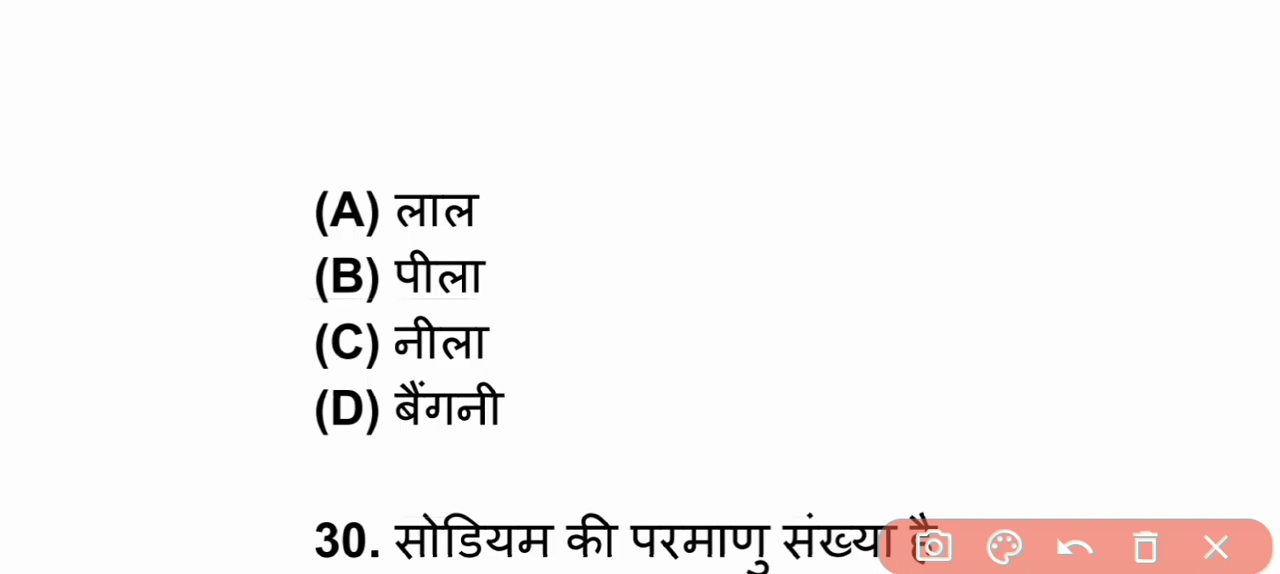 (A) लाल
(B) पीला
(C) नीला
(D) बैंगनी
30. सोडियम की परमाणु संख्या है